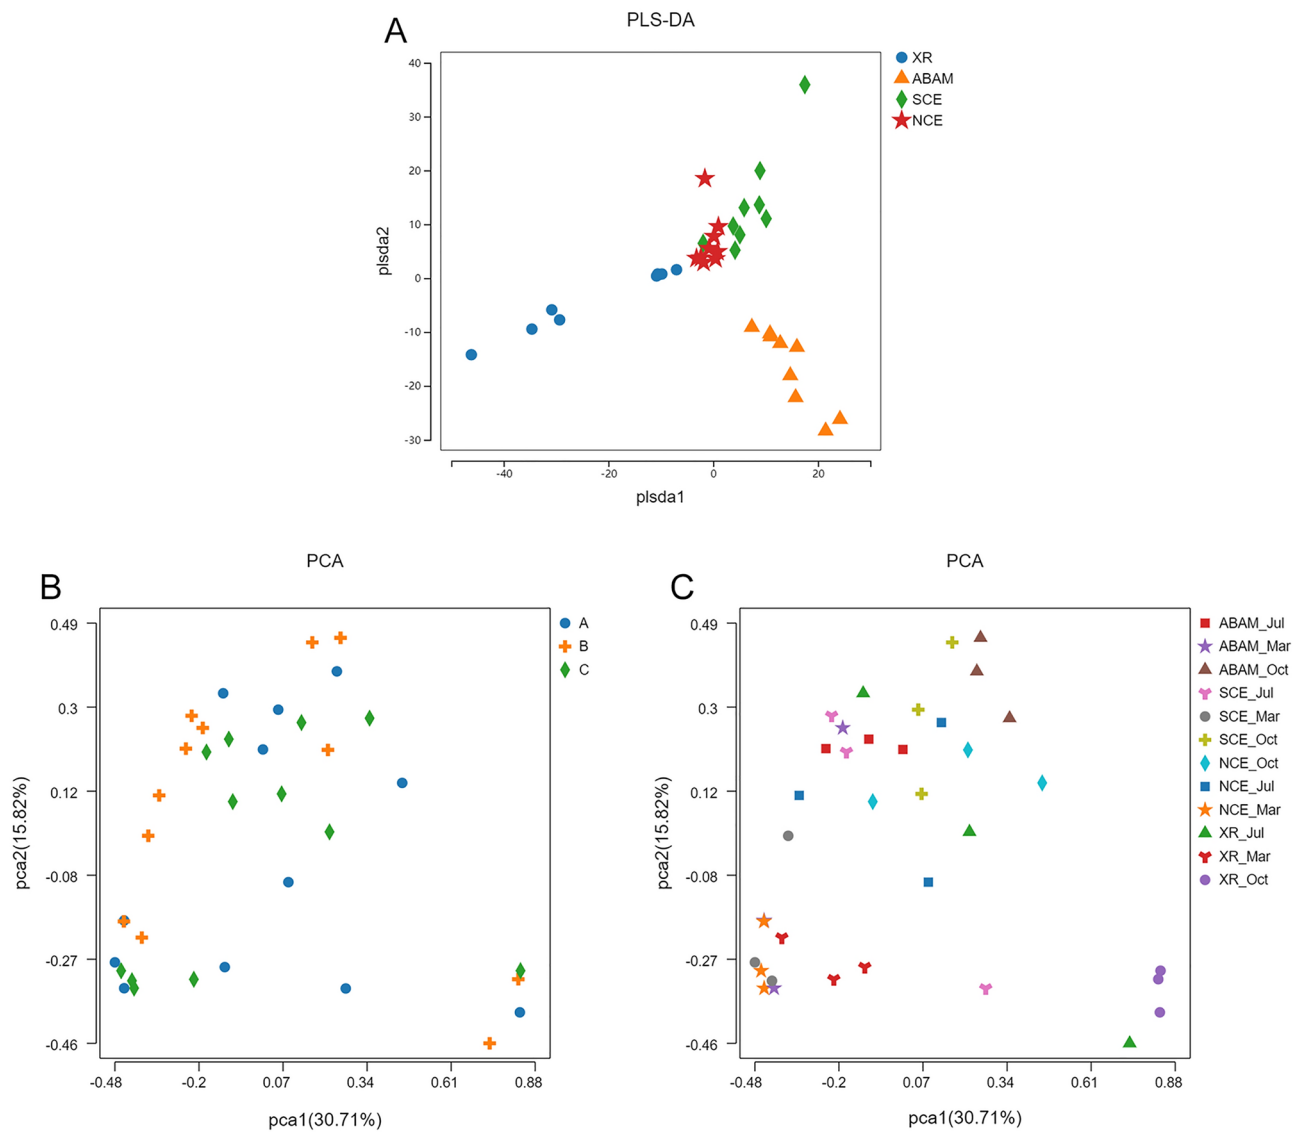 A
PLS-DA
XR
ABAM
SCE
NCE
40
30
20
10
0
-10
-20
-30
plsda2
-40
-20
0
20
plsda1
B
PCA
A
B
C
0.49
0.3
0.12
-0.08
-0.27
-0.46
pca2(15.82%)
-0.48
-0.2
0.07
0.34
0.61
0.88
pca1(30.71%)
C
PCA
ABAM_Jul
ABAM_Mar
ABAM_Oct
SCE_Jul
SCE_Mar
SCE_Oct
NCE_Oct
NCE_Jul
NCE_Mar
XR_Jul
XR_Mar
XR_Oct
0.49
0.3
0.12
-0.08
-0.27
-0.46
pca2(15.82%)
-0.48
-0.2
0.07
0.34
0.61
0.88
pca1(30.71%)